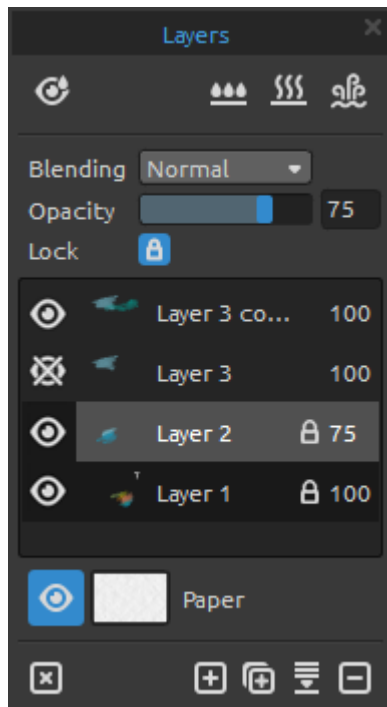 Layers
Blending Normal
Opacity 75
Lock
Layer 3 co... 100
Layer 3 100
Layer 2 75
T
Layer 1 100
Paper